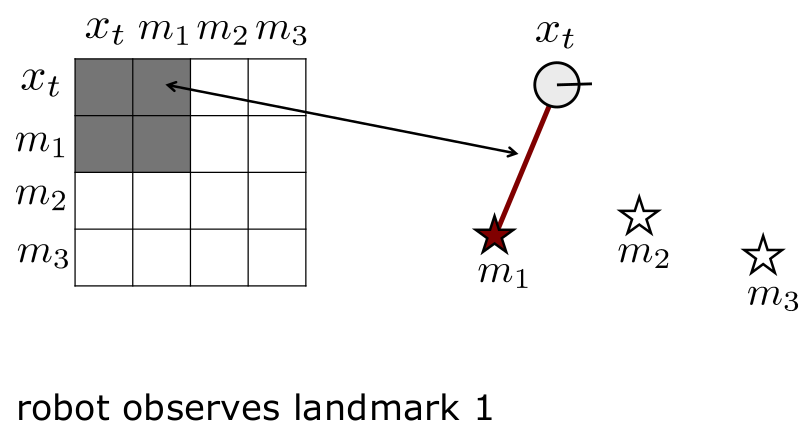 x_t m_1 m_2 m_3
x_t
m_1
m_2
m_3
x_t
m_1
m_2
m_3
robot observes landmark 1